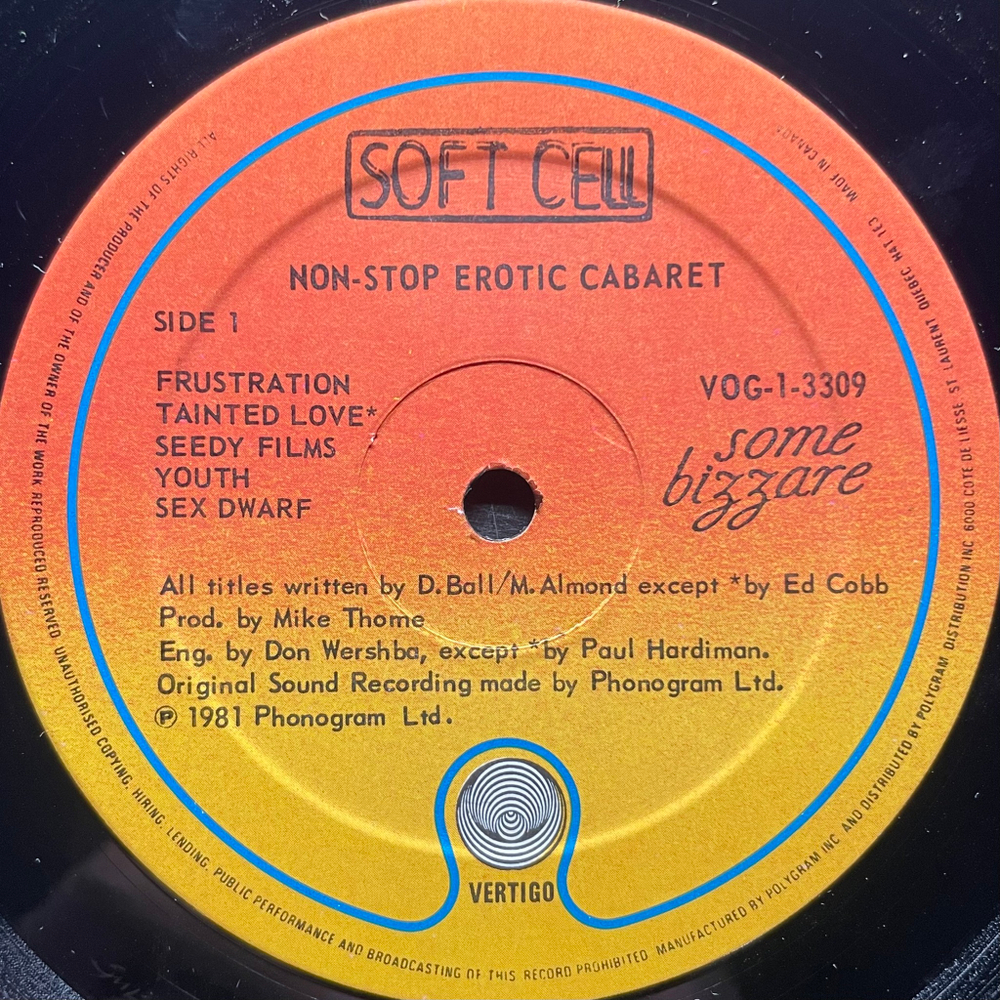 SOFT CELL
NON-STOP EROTIC CABARET
SIDE 1
FRUSTRATION
TAINTED LOVE*
SEEDY FILMS
YOUTH
SEX DWARF
VOG-1-3309
some
bizzare
All titles written by D. Ball/M. Almond except *by Ed Cobb
Prod. by Mike Thome
Eng. by Don Wershba, except *by Paul Hardiman.
Original Sound Recording made by Phonogram Ltd.
℗ 1981 Phonogram Ltd.
VERTIGO
ALL RIGHTS OF THE PRODUCER AND OF THE OWNER OF THE WORK REPRODUCED RESERVED. UNAUTHORISED COPYING, HIRING, LENDING, PUBLIC PERFORMANCE AND BROADCASTING OF THIS RECORD PROHIBITED. MANUFACTURED BY POLYGRAM INC AND DISTRIBUTED BY POLYGRAM DISTRIBUTION INC 6000 COTE DE LIESSE ST LAURENT QUEBEC H4T 1E3 MADE IN CANADA